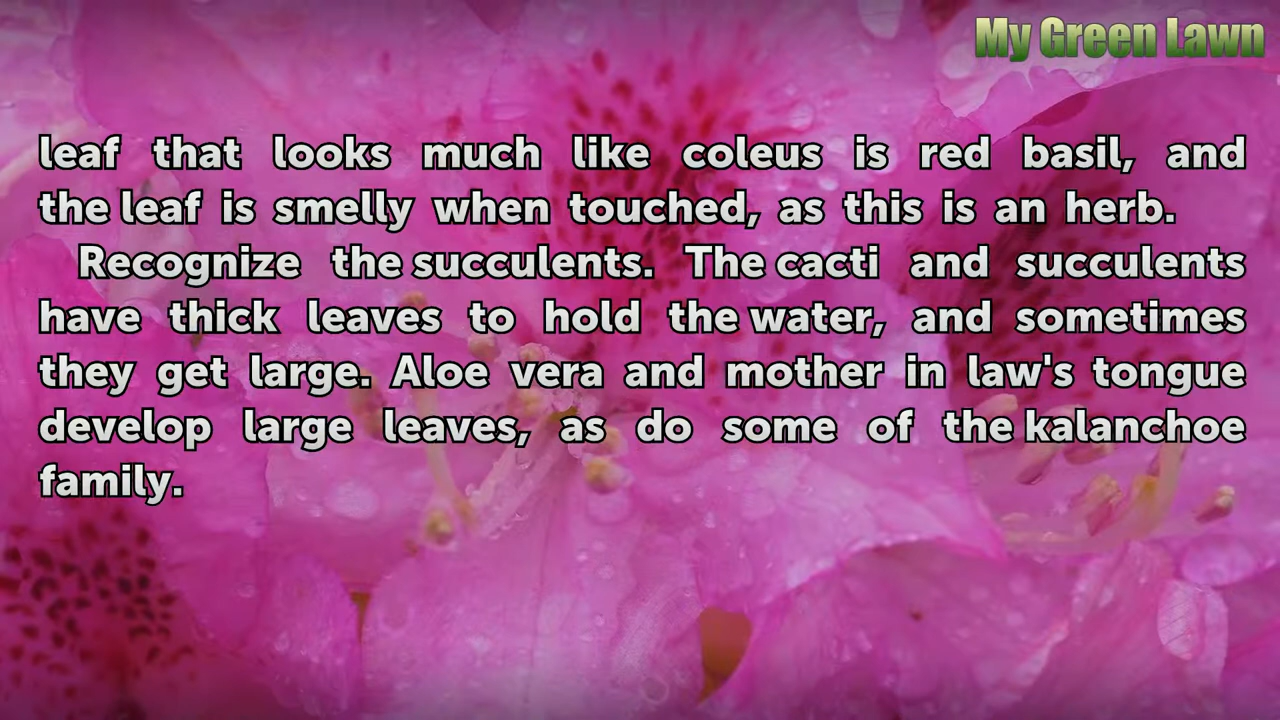 My Green Lawn
leaf that looks much like coleus is red basil, and
the leaf is smelly when touched, as this is an herb.
Recognize the succulents. The cacti and succulents
have thick leaves to hold the water, and sometimes
they get large. Aloe vera and mother in law's tongue
develop large leaves, as do some of the kalanchoe
family.